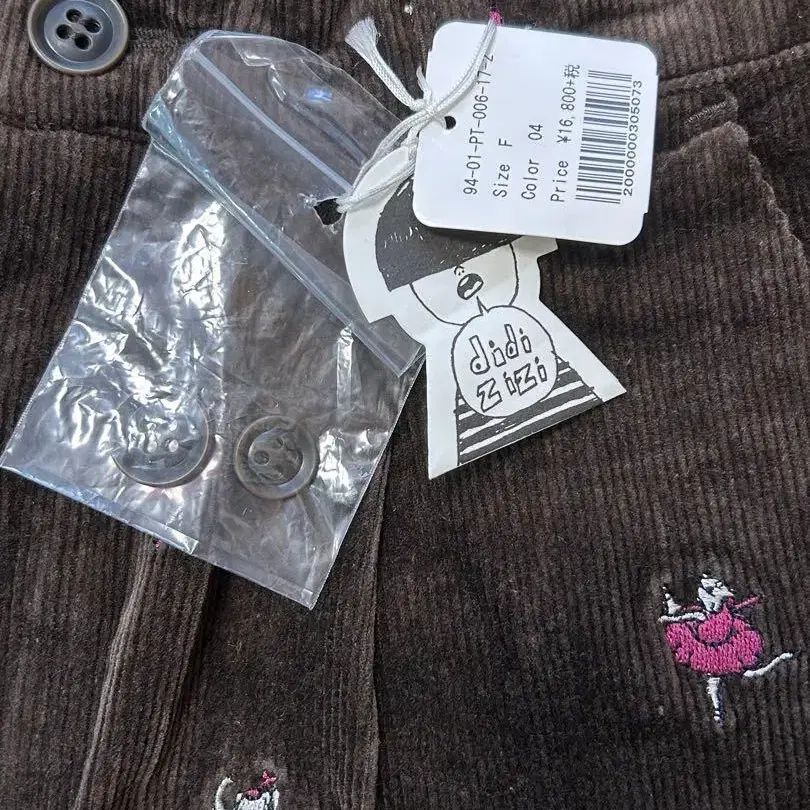 94-01-PT-006-17-2
Size F
Color 04
Price ¥16,800+税
2000000305073
didi
zizi